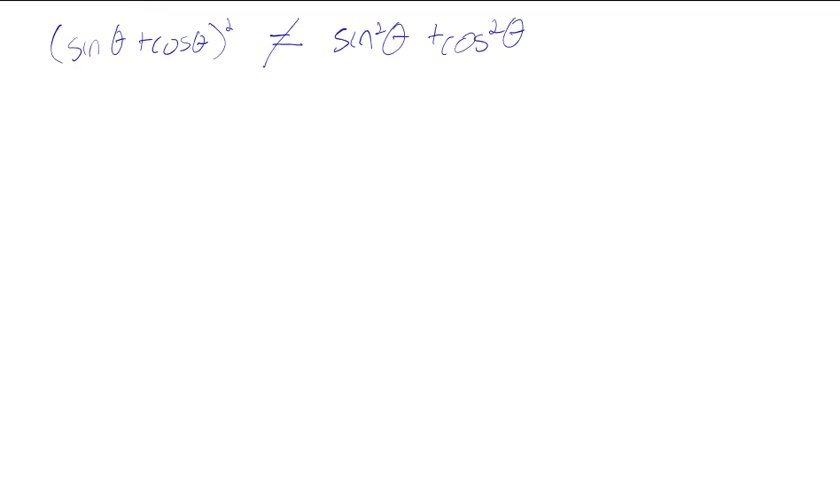 (sin θ + cos θ)² ≠ sin²θ + cos²θ